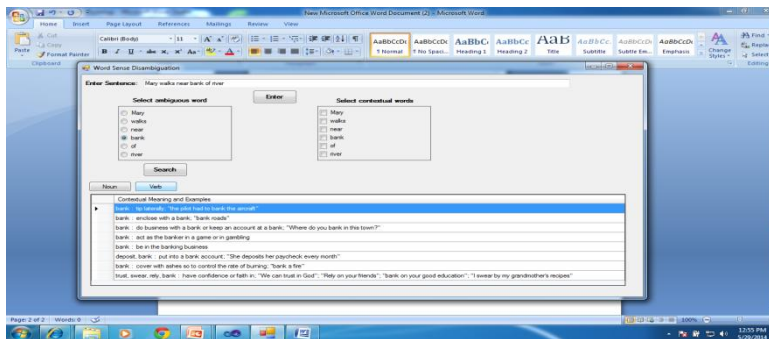 New Microsoft Office Word Document (2) - Microsoft Word
Home Insert Page Layout References Mailings Review View
Cut
Copy
Format Painter
Paste
Clipboard
Calibri (Body) 11
AaBbCcDc AaBbCcDc AaBbC AaBbCc AaB AaBbCc. AaBbCcDc AaBbCcDc
¶ Normal ¶ No Spaci... Heading 1 Heading 2 Title Subtitle Subtle Em... Emphasis
Change Styles
Find
Replac
Select
Editing
Word Sense Disambiguation
Enter Sentence: Mary walks near bank of river
Enter
Select ambiguous word
Mary
walks
near
bank
of
river
Select contextual words
Mary
walks
near
bank
of
river
Search
Noun Verb
Contextual Meaning and Examples
bank : tip laterally; "the pilot had to bank the aircraft"
bank : enclose with a bank; "bank roads"
bank : do business with a bank or keep an account at a bank; "Where do you bank in this town?"
bank : act as the banker in a game or in gambling
bank : be in the banking business
deposit, bank : put into a bank account; "She deposits her paycheck every month"
bank : cover with ashes so to control the rate of burning; "bank a fire"
trust, swear, rely, bank : have confidence or faith in; "We can trust in God"; "Rely on your friends"; "bank on your good education"; "I swear by my grandmother's recipes"
Page: 2 of 2 Words: 0
100%
12:55 PM
5/29/2014